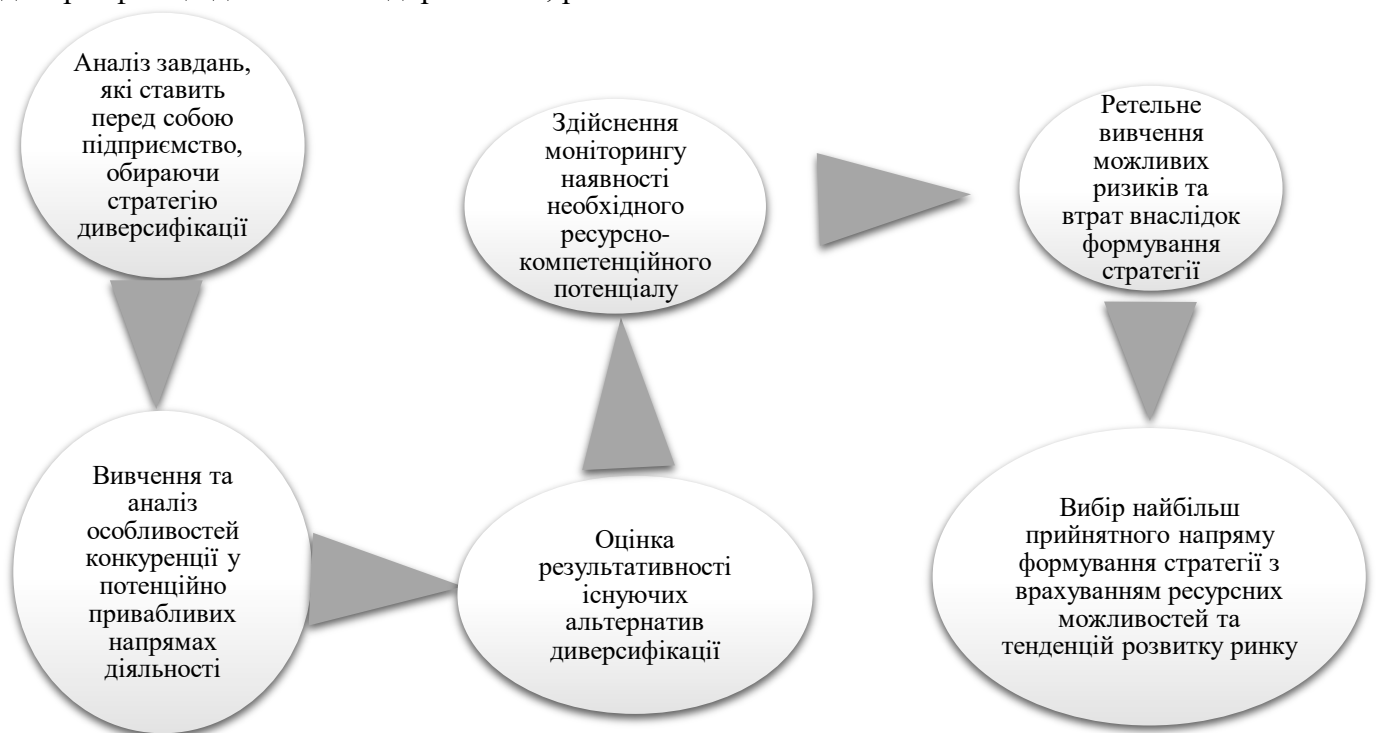 Аналіз завдань,
які ставить
перед собою
підприємство,
обираючи
стратегію
диверсифікації
Вивчення та
аналіз
особливостей
конкуренції у
потенційно
привабливих
напрямах
діяльності
Оцінка
результативності
існуючих
альтернатив
диверсифікації
Здійснення
моніторингу
наявності
необхідного
ресурсно-
компетенційного
потенціалу
Ретельне
вивчення
можливих
ризиків та
втрат внаслідок
формування
стратегії
Вибір найбільш
прийнятного напряму
формування стратегії з
врахуванням ресурсних
можливостей та
тенденцій розвитку ринку